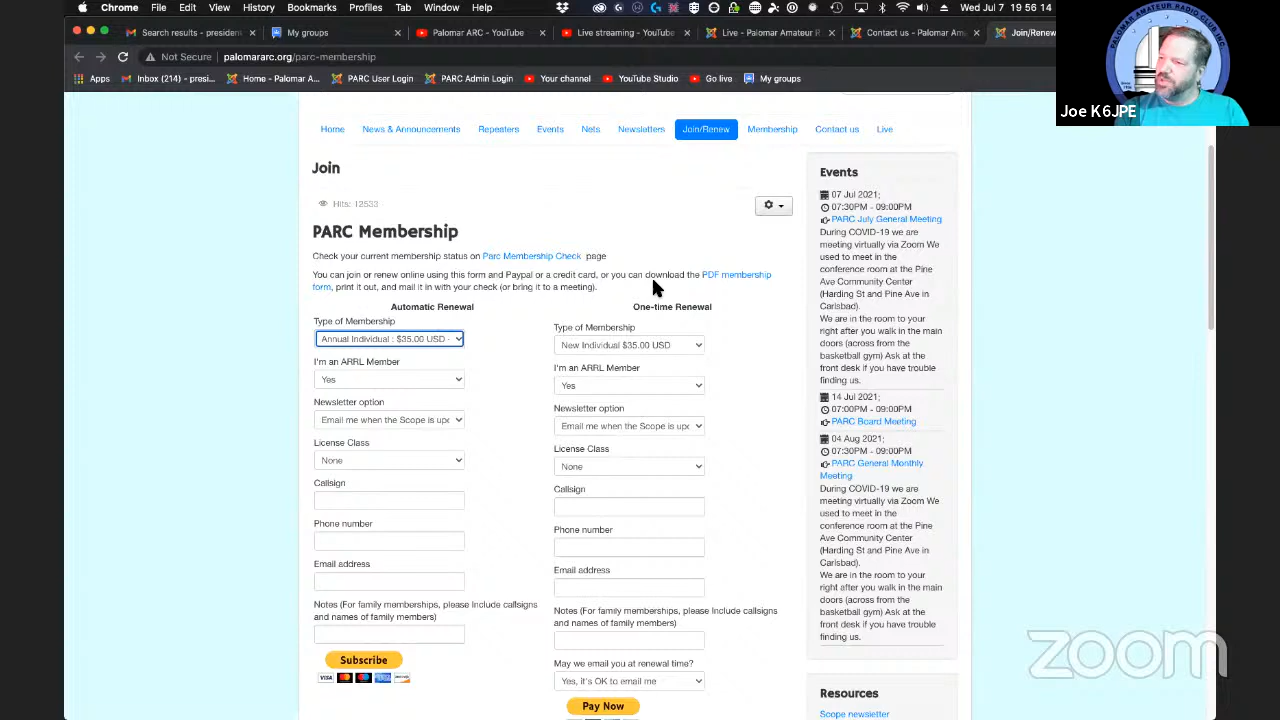 Chrome File Edit View History Bookmarks Profiles Tab Window Help
Wed Jul 7 19:56:14
Search results - presiden
My groups
Palomar ARC - YouTube
Live streaming - YouTube
Live - Palomar Amateur R
Contact us - Palomar Am
Join/Renew
Not Secure palomararc.org/parc-membership
Apps
Inbox (214) - presi...
Home - Palomar A...
PARC User Login
PARC Admin Login
Your channel
YouTube Studio
Go live
My groups
PALOMAR AMATEUR RADIO CLUB INC.
Joe K6JPE
Home News & Announcements Repeaters Events Nets Newsletters Join/Renew Membership Contact us Live
Join
Hits: 12533
PARC Membership
Check your current membership status on Parc Membership Check page
You can join or renew online using this form and Paypal or a credit card, or you can download the PDF membership
form, print it out, and mail it in with your check (or bring it to a meeting).
Automatic Renewal
Type of Membership
Annual Individual : $35.00 USD -
I'm an ARRL Member
Yes
Newsletter option
Email me when the Scope is upd
License Class
None
Callsign
Phone number
Email address
Notes (For family memberships, please Include callsigns
and names of family members)
Subscribe
VISA
One-time Renewal
Type of Membership
New Individual $35.00 USD
I'm an ARRL Member
Yes
Newsletter option
Email me when the Scope is upd
License Class
None
Callsign
Phone number
Email address
Notes (For family memberships, please Include callsigns
and names of family members)
May we email you at renewal time?
Yes, it's OK to email me
Pay Now
Events
07 Jul 2021;
07:30PM - 09:00PM
PARC July General Meeting
During COVID-19 we are
meeting virtually via Zoom We
used to meet in the
conference room at the Pine
Ave Community Center
(Harding St and Pine Ave in
Carlsbad).
We are in the room to your
right after you walk in the main
doors (across from the
basketball gym) Ask at the
front desk if you have trouble
finding us.
14 Jul 2021;
07:00PM - 09:00PM
PARC Board Meeting
04 Aug 2021;
07:30PM - 09:00PM
PARC General Monthly
Meeting
During COVID-19 we are
meeting virtually via Zoom We
used to meet in the
conference room at the Pine
Ave Community Center
(Harding St and Pine Ave in
Carlsbad).
We are in the room to your
right after you walk in the main
doors (across from the
basketball gym) Ask at the
front desk if you have trouble
finding us.
Resources
Scope newsletter
zoom